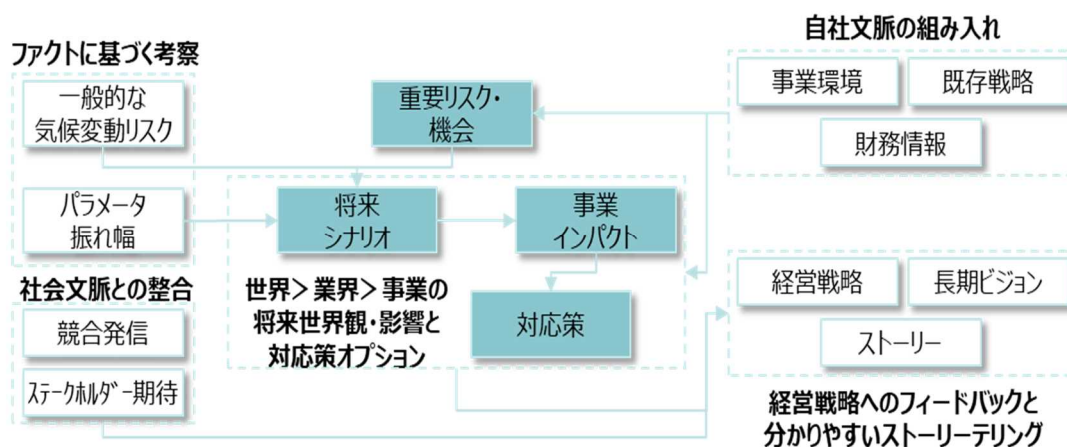 ファクトに基づく考察
一般的な
気候変動リスク
パラメータ
振れ幅
社会文脈との整合
競合発信
ステークホルダー期待
重要リスク・
機会
将来
シナリオ
事業
インパクト
対応策
世界＞業界＞事業の
将来世界観・影響と
対応策オプション
自社文脈の組み入れ
事業環境
既存戦略
財務情報
経営戦略
長期ビジョン
ストーリー
経営戦略へのフィードバックと
分かりやすいストーリーテリング